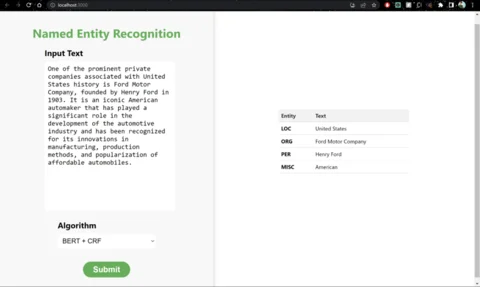 localhost:3000
Named Entity Recognition
Input Text
One of the prominent private
companies associated with United
States history is Ford Motor
Company, founded by Henry Ford in
1903. It is an iconic American
automaker that has played a
significant role in the
development of the automotive
industry and has been recognized
for its innovations in
manufacturing, production
methods, and popularization of
affordable automobiles.
Algorithm
BERT + CRF
Submit
Entity Text
LOC United States
ORG Ford Motor Company
PER Henry Ford
MISC American